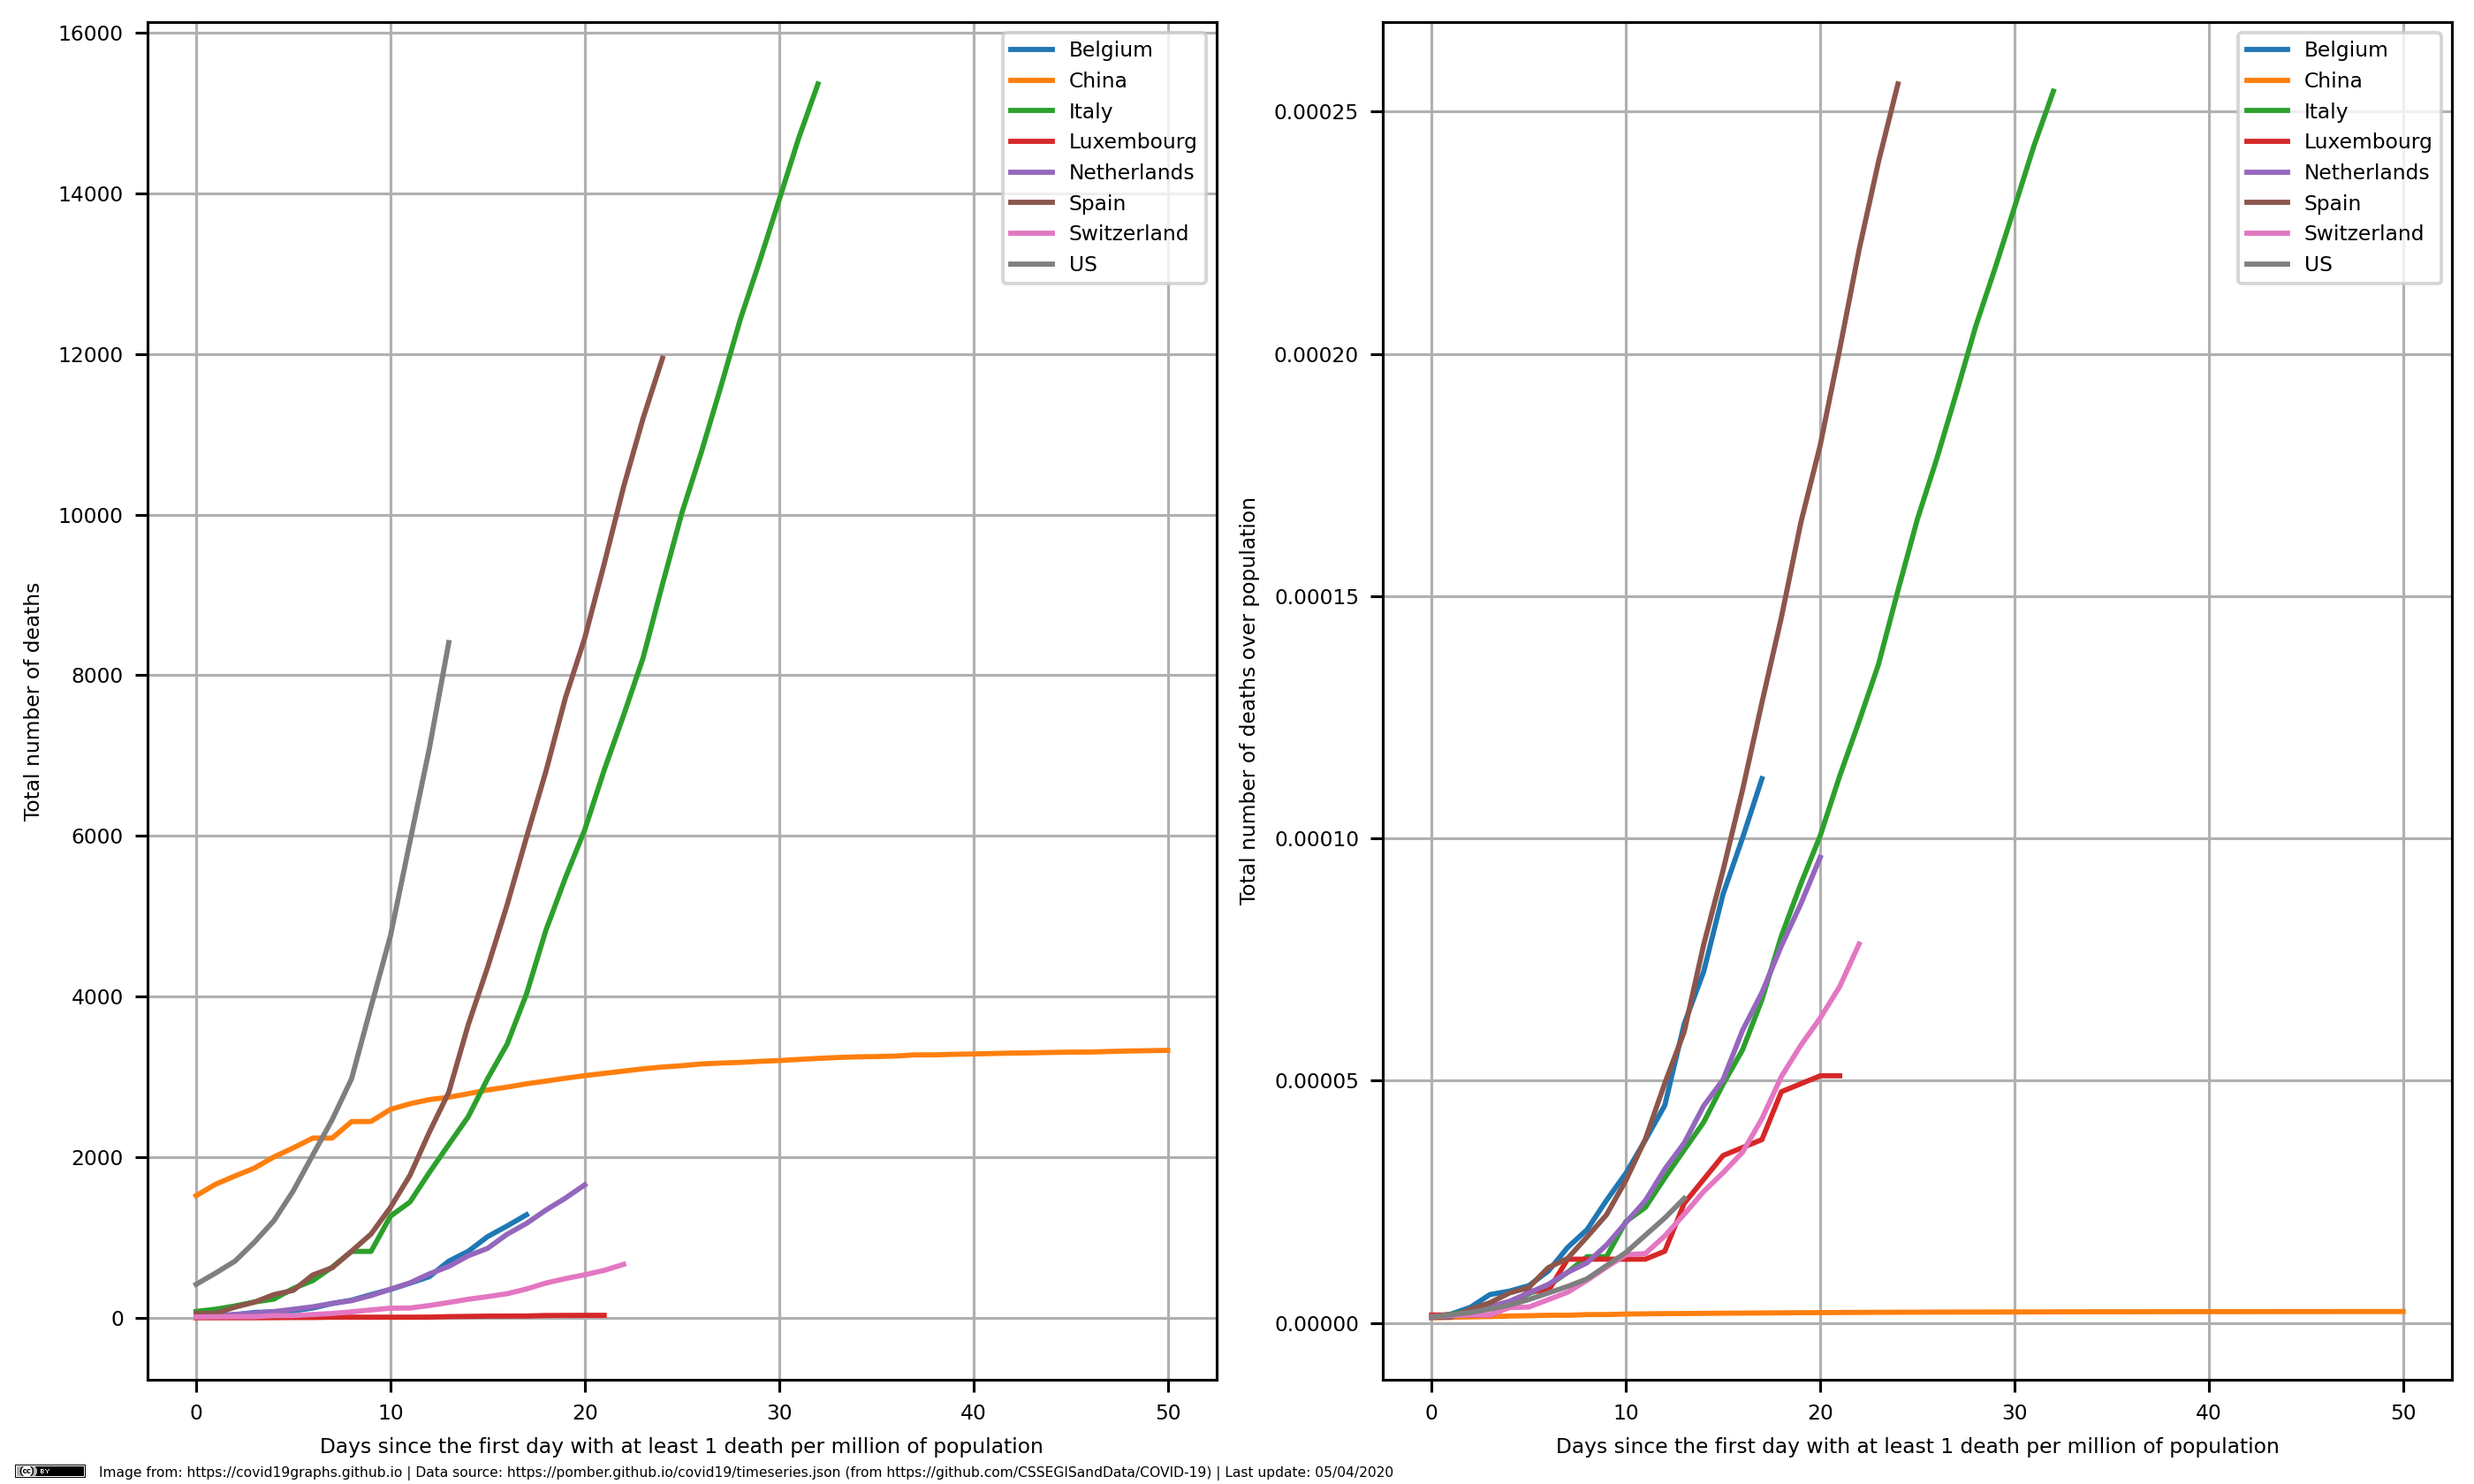 Total number of deaths
16000
14000
12000
10000
8000
6000
4000
2000
0
0 10 20 30 40 50
Days since the first day with at least 1 death per million of population
Belgium
China
Italy
Luxembourg
Netherlands
Spain
Switzerland
US
Total number of deaths over population
0.00025
0.00020
0.00015
0.00010
0.00005
0.00000
0 10 20 30 40 50
Days since the first day with at least 1 death per million of population
Belgium
China
Italy
Luxembourg
Netherlands
Spain
Switzerland
US
(cc) BY Image from: https://covid19graphs.github.io | Data source: https://pomber.github.io/covid19/timeseries.json (from https://github.com/CSSEGISandData/COVID-19) | Last update: 05/04/2020